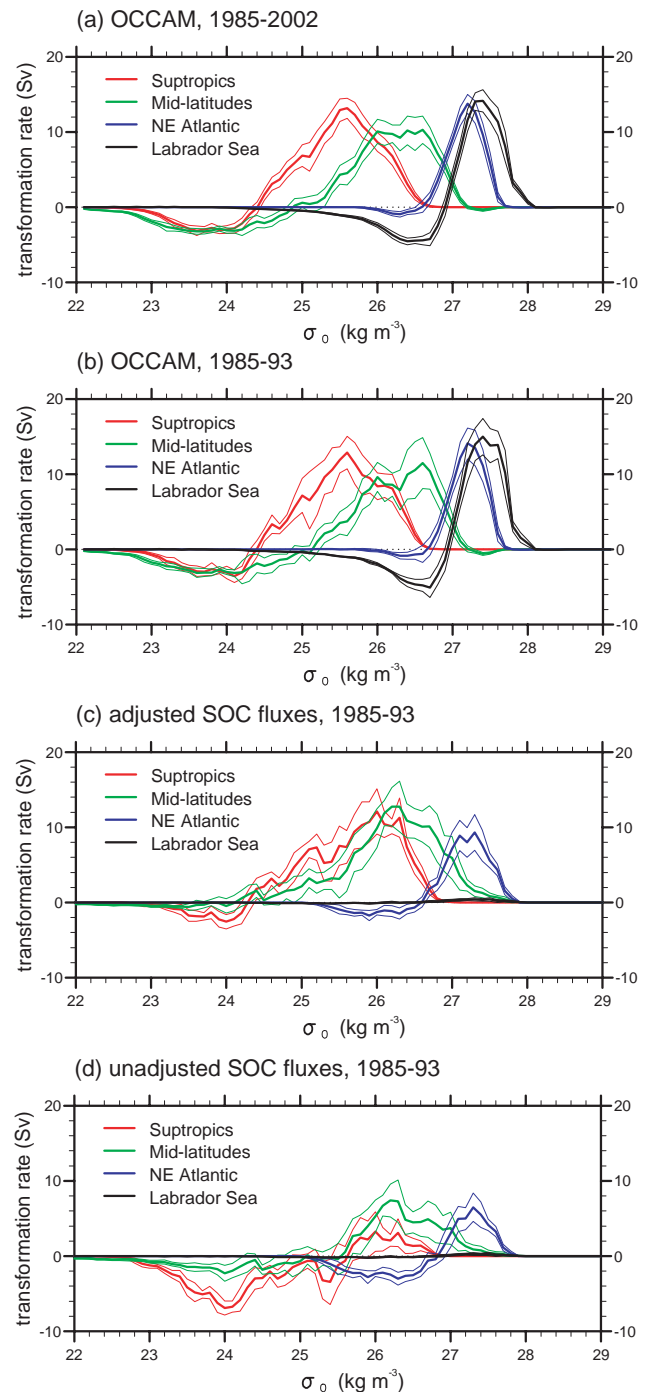 (a) OCCAM, 1985-2002
20
20
Suptropics
Mid-latitudes
NE Atlantic
Labrador Sea
10
10
0
0
-10
-10
transformation rate (Sv)
22 23 24 25 26 27 28 29
σ0 (kg m-3)
(b) OCCAM, 1985-93
20
20
Suptropics
Mid-latitudes
NE Atlantic
Labrador Sea
10
10
0
0
-10
-10
transformation rate (Sv)
22 23 24 25 26 27 28 29
σ0 (kg m-3)
(c) adjusted SOC fluxes, 1985-93
20
20
Suptropics
Mid-latitudes
NE Atlantic
Labrador Sea
10
10
0
0
-10
-10
transformation rate (Sv)
22 23 24 25 26 27 28 29
σ0 (kg m-3)
(d) unadjusted SOC fluxes, 1985-93
20
20
Suptropics
Mid-latitudes
NE Atlantic
Labrador Sea
10
10
0
0
-10
-10
transformation rate (Sv)
22 23 24 25 26 27 28 29
σ0 (kg m-3)